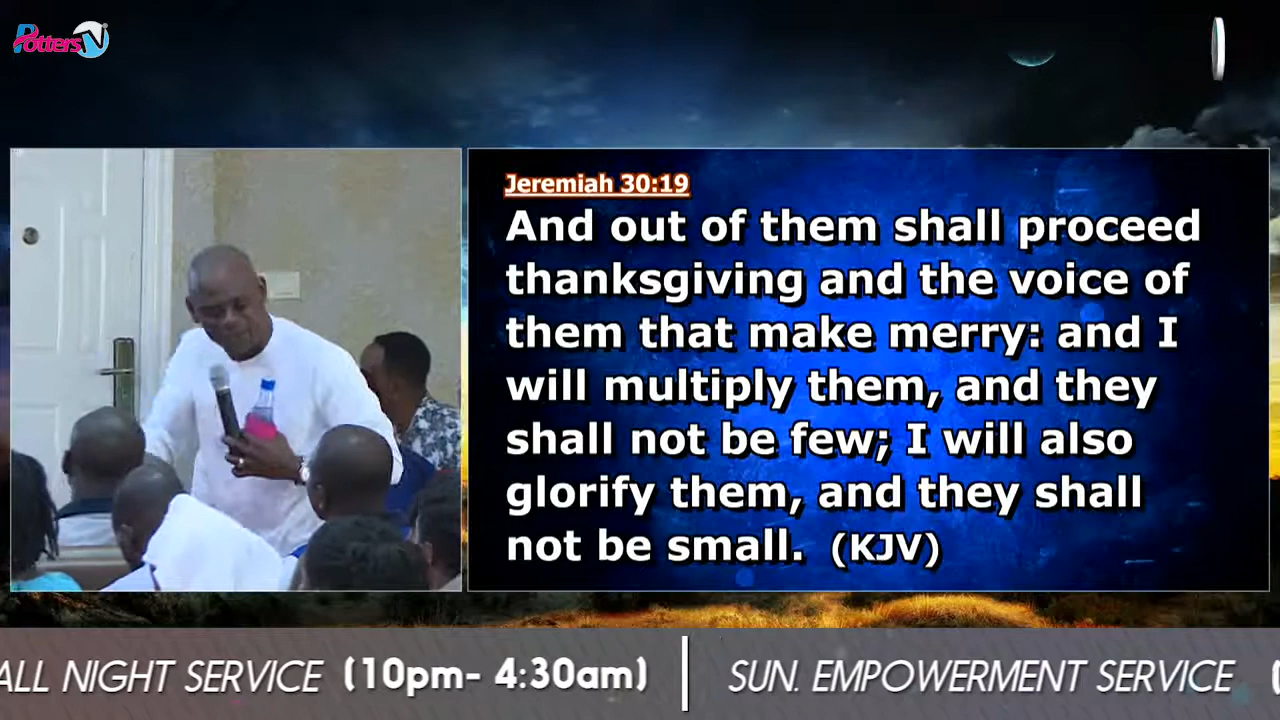 PottersTV
Jeremiah 30:19
And out of them shall proceed
thanksgiving and the voice of
them that make merry: and I
will multiply them, and they
shall not be few; I will also
glorify them, and they shall
not be small. (KJV)
ALL NIGHT SERVICE (10pm- 4:30am) | SUN. EMPOWERMENT SERVICE (